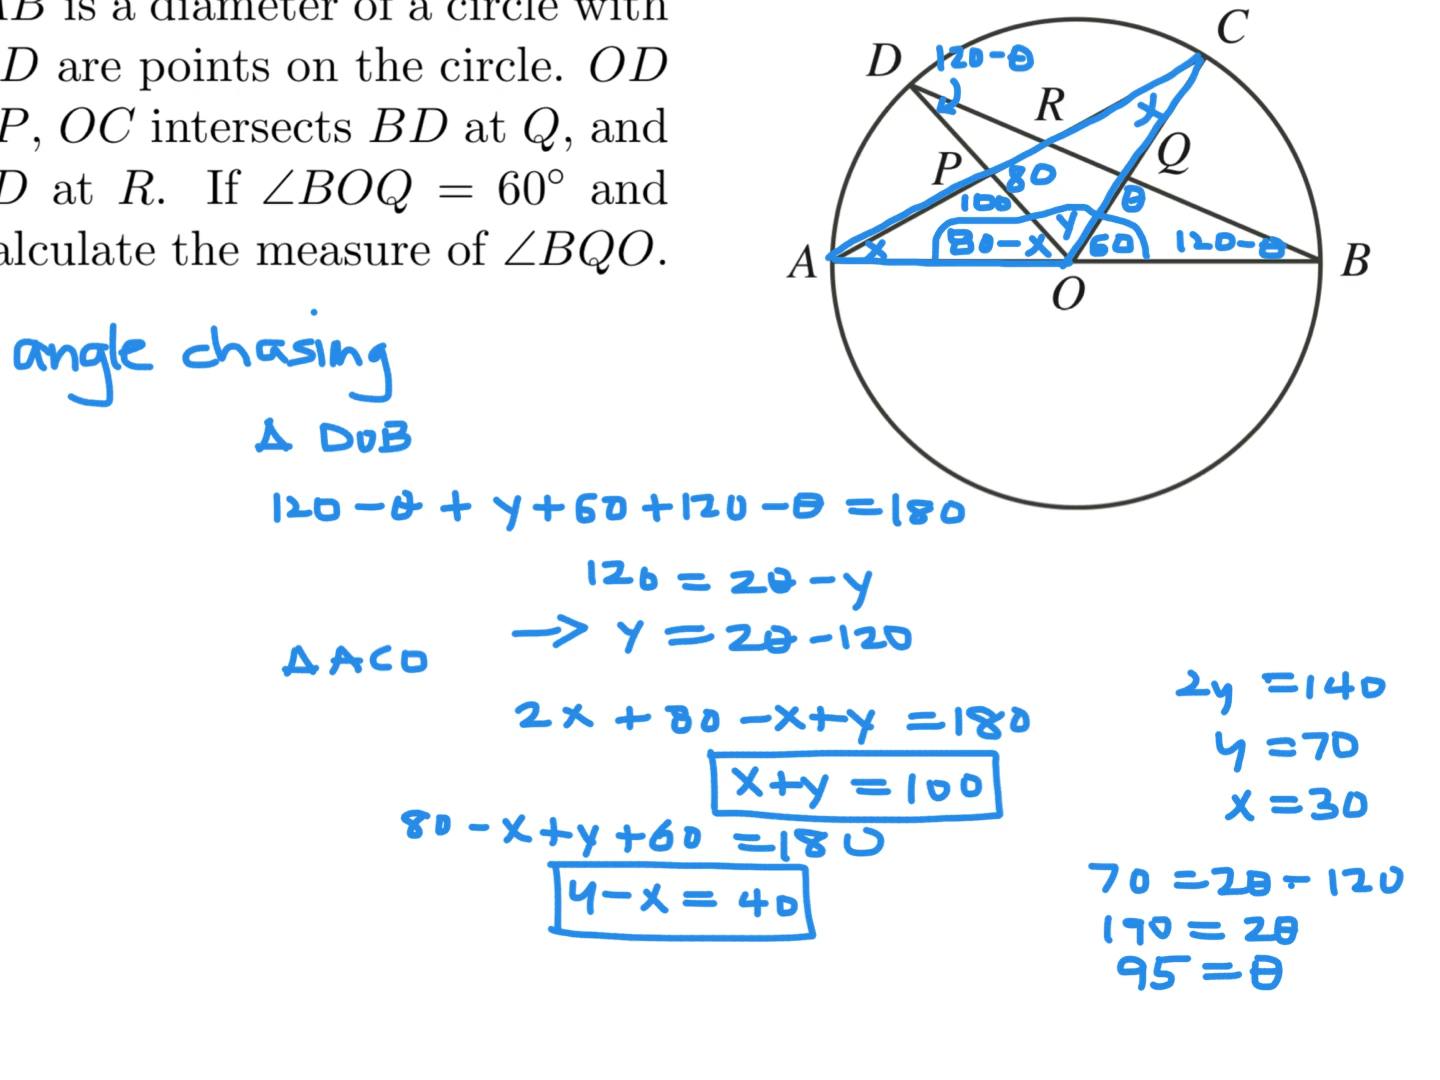 AB is a diameter of a circle with
D are points on the circle. OD
P, OC intersects BD at Q, and
D at R. If ∠BOQ = 60° and
alculate the measure of ∠BQO.
C
D
120-θ
R
x
Q
P
80
100
θ
y
A
x
80-x
60
120-θ
B
O
angle chasing
Δ DOB
120-θ + y+60+120-θ =180
120 = 2θ-y
→ y = 2θ-120
ΔACO
2x + 80 -x+y =180
x+y = 100
80-x+y+60 =180
y-x= 40
2y =140
y =70
x =30
70 =2θ-120
190 = 2θ
95 =θ